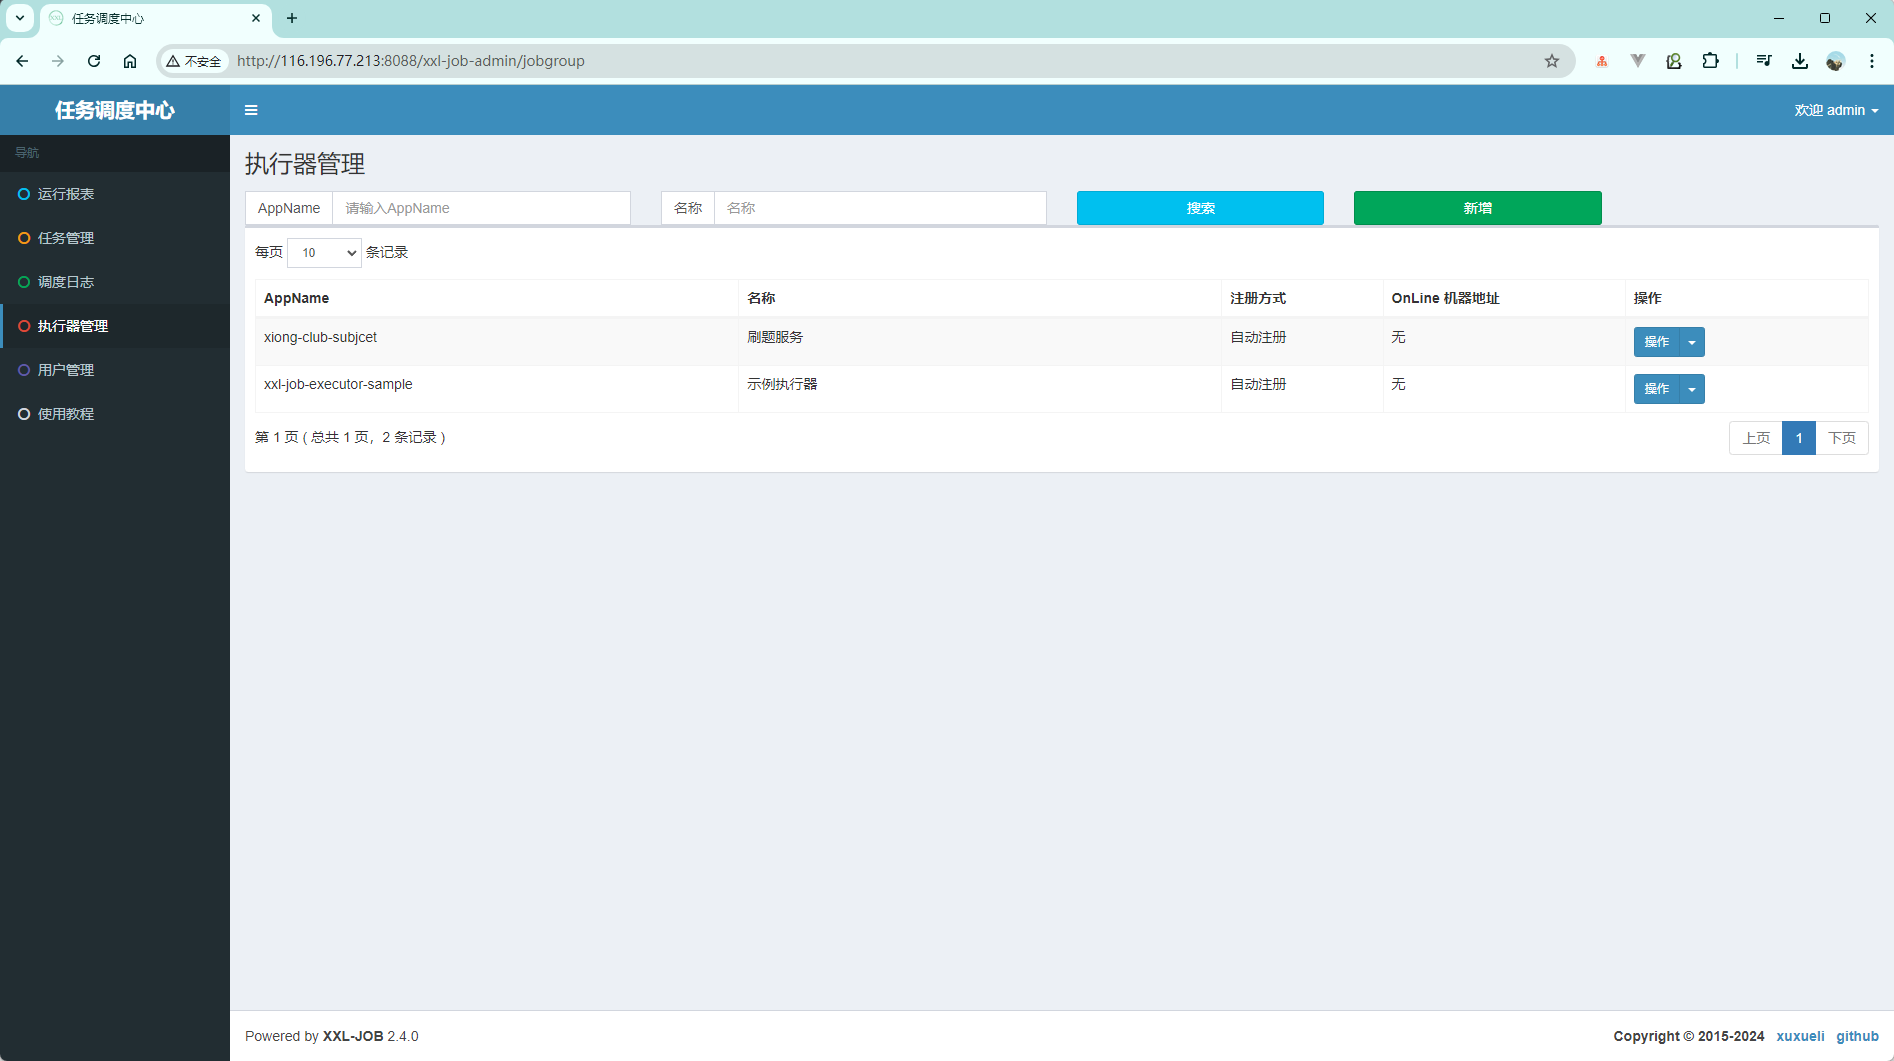 任务调度中心
不安全
http://116.196.77.213:8088/xxl-job-admin/jobgroup
任务调度中心
欢迎 admin
导航
运行报表
任务管理
调度日志
执行器管理
用户管理
使用教程
执行器管理
AppName 请输入AppName 名称 名称 搜索 新增
每页 10 条记录
AppName 名称 注册方式 OnLine 机器地址 操作
xiong-club-subjcet 刷题服务 自动注册 无 操作
xxl-job-executor-sample 示例执行器 自动注册 无 操作
第 1 页 ( 总共 1 页，2 条记录 ) 上页 1 下页
Powered by XXL-JOB 2.4.0 Copyright © 2015-2024 xuxueli github